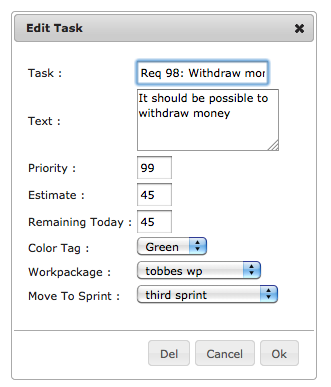 Edit Task
Task : Req 98: Withdraw mon
Text : It should be possible to
withdraw money
Priority : 99
Estimate : 45
Remaining Today : 45
Color Tag : Green
Workpackage : tobbes wp
Move To Sprint : third sprint
Del Cancel Ok